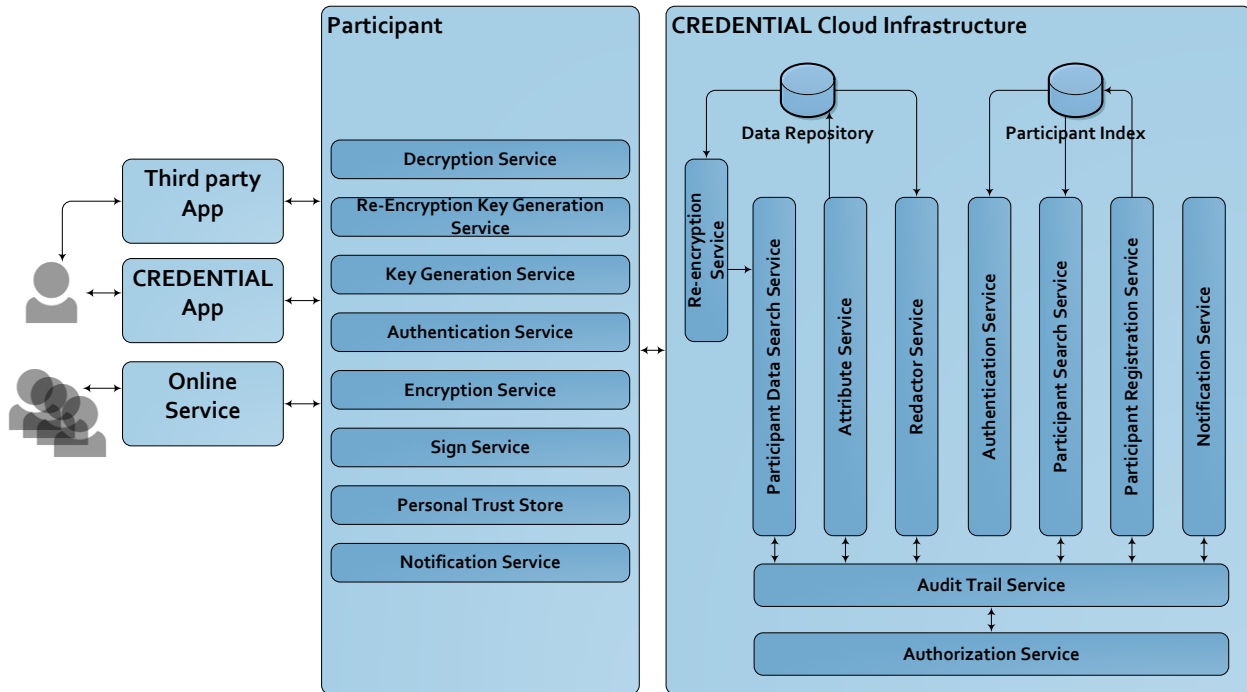 Participant
CREDENTIAL Cloud Infrastructure
Third party
App
CREDENTIAL
App
Online
Service
Decryption Service
Re-Encryption Key Generation
Service
Key Generation Service
Authentication Service
Encryption Service
Sign Service
Personal Trust Store
Notification Service
Data Repository
Participant Index
Re-encryption
Service
Participant Data Search Service
Attribute Service
Redactor Service
Authentication Service
Participant Search Service
Participant Registration Service
Notification Service
Audit Trail Service
Authorization Service